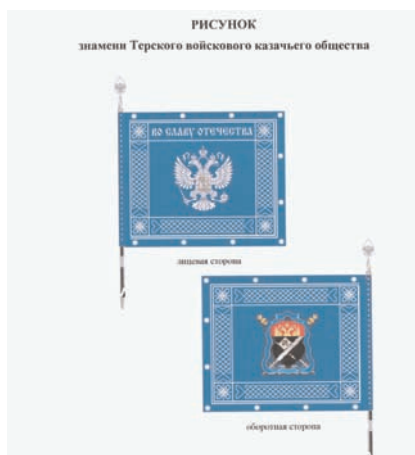 РИСУНОК
знамени Терского войскового казачьего общества
ВО СЛАВУ ОТЕЧЕСТВА
лицевая сторона
оборотная сторона